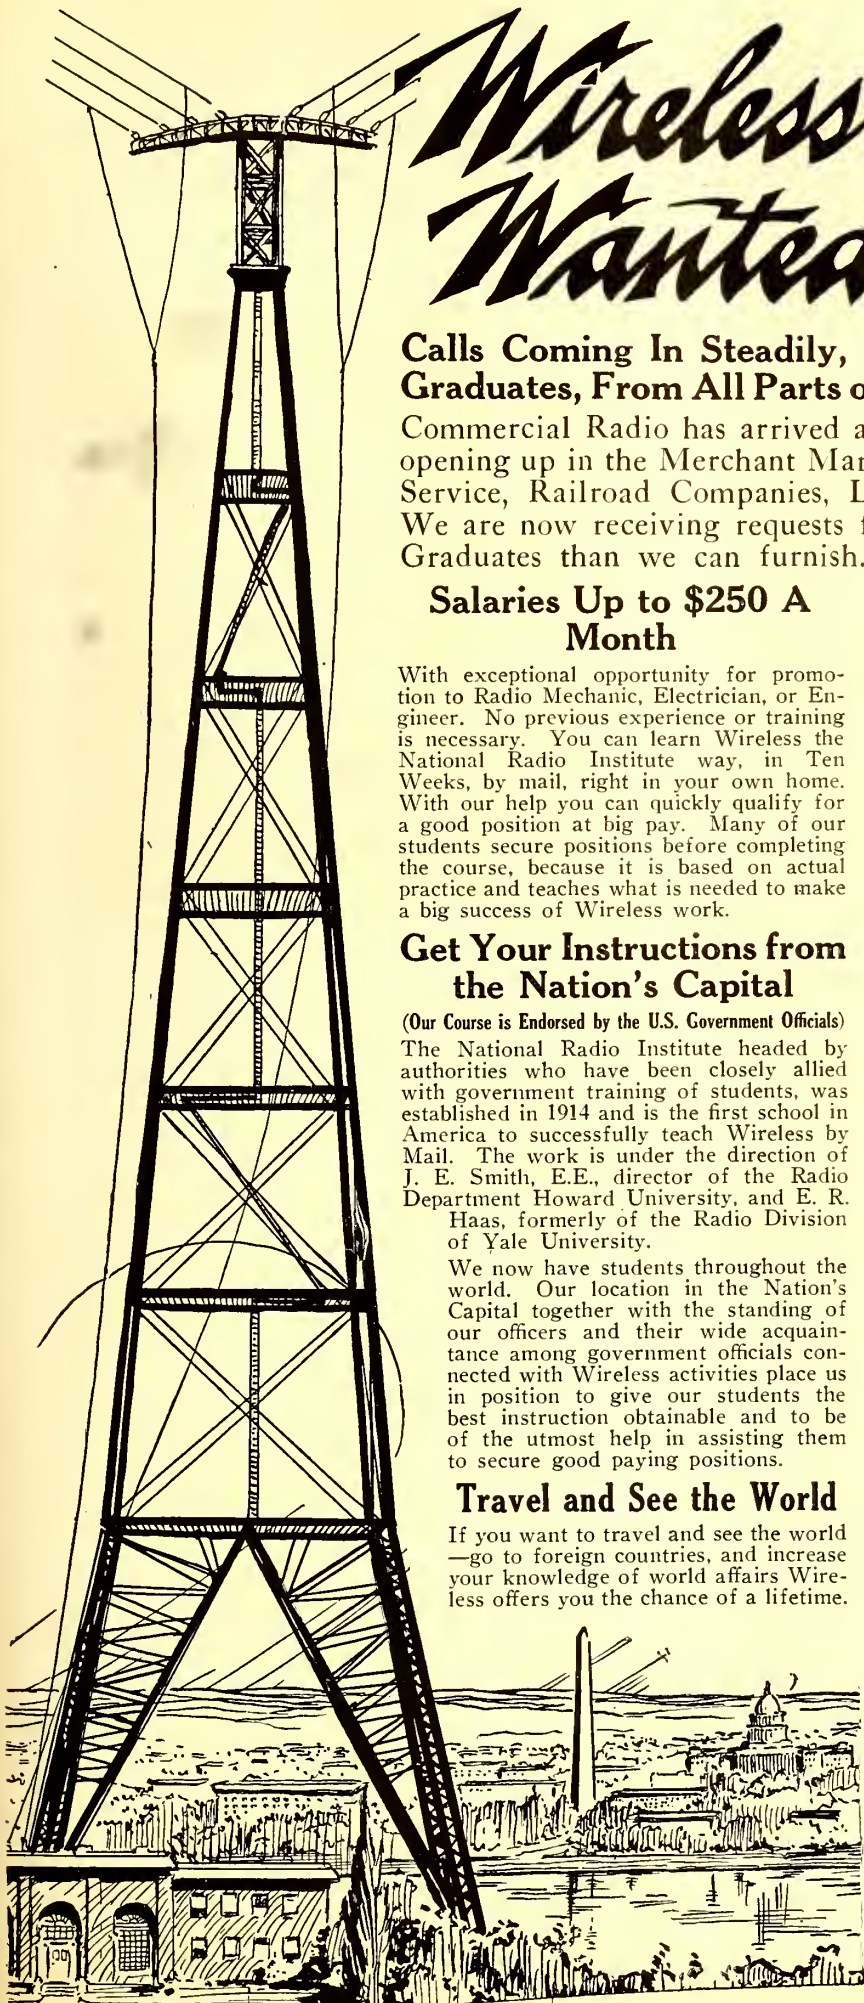 Wireless
Wanted
Calls Coming In Steadily,
Graduates, From All Parts o
Commercial Radio has arrived a
opening up in the Merchant Mar
Service, Railroad Companies, L
We are now receiving requests f
Graduates than we can furnish.
Salaries Up to $250 A
Month
With exceptional opportunity for promo-
tion to Radio Mechanic, Electrician, or En-
gineer. No previous experience or training
is necessary. You can learn Wireless the
National Radio Institute way, in Ten
Weeks, by mail, right in your own home.
With our help you can quickly qualify for
a good position at big pay. Many of our
students secure positions before completing
the course, because it is based on actual
practice and teaches what is needed to make
a big success of Wireless work.
Get Your Instructions from
the Nation's Capital
(Our Course is Endorsed by the U.S. Government Officials)
The National Radio Institute headed by
authorities who have been closely allied
with government training of students, was
established in 1914 and is the first school in
America to successfully teach Wireless by
Mail. The work is under the direction of
J. E. Smith, E.E., director of the Radio
Department Howard University, and E. R.
Haas, formerly of the Radio Division
of Yale University.
We now have students throughout the
world. Our location in the Nation's
Capital together with the standing of
our officers and their wide acquain-
tance among government officials con-
nected with Wireless activities place us
in position to give our students the
best instruction obtainable and to be
of the utmost help in assisting them
to secure good paying positions.
Travel and See the World
If you want to travel and see the world
—go to foreign countries, and increase
your knowledge of world affairs Wire-
less offers you the chance of a lifetime.